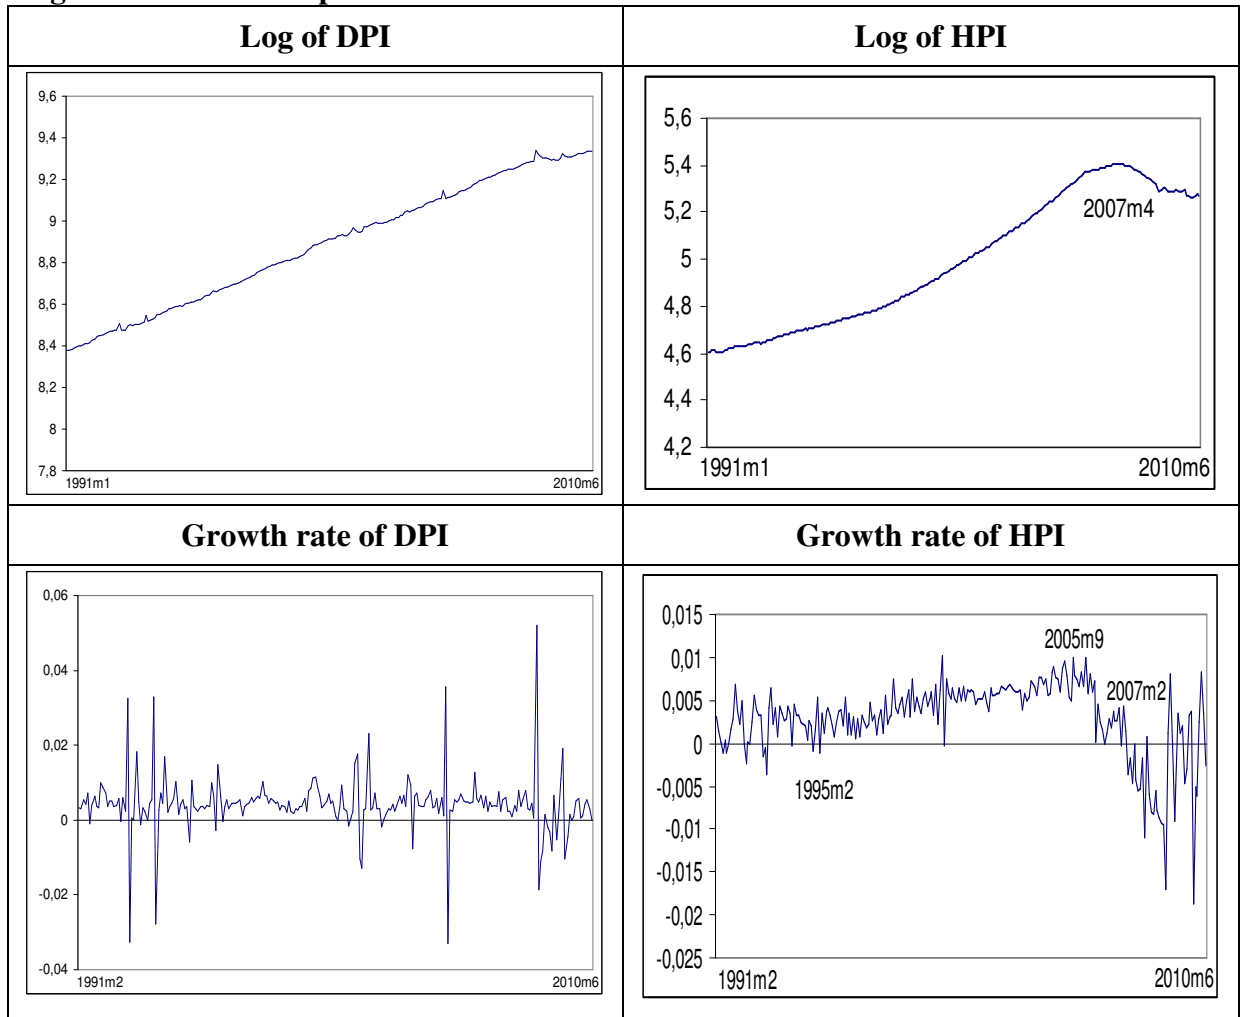 Log of DPI
Log of HPI
9,6
9,4
9,2
9
8,8
8,6
8,4
8,2
8
7,8
1991m1
2010m6
5,6
5,4
5,2
5
4,8
4,6
4,4
4,2
2007m4
1991m1
2010m6
Growth rate of DPI
Growth rate of HPI
0,06
0,04
0,02
0
-0,02
-0,04
1991m2
2010m6
0,015
0,01
0,005
0
-0,005
-0,01
-0,015
-0,02
-0,025
2005m9
2007m2
1995m2
1991m2
2010m6